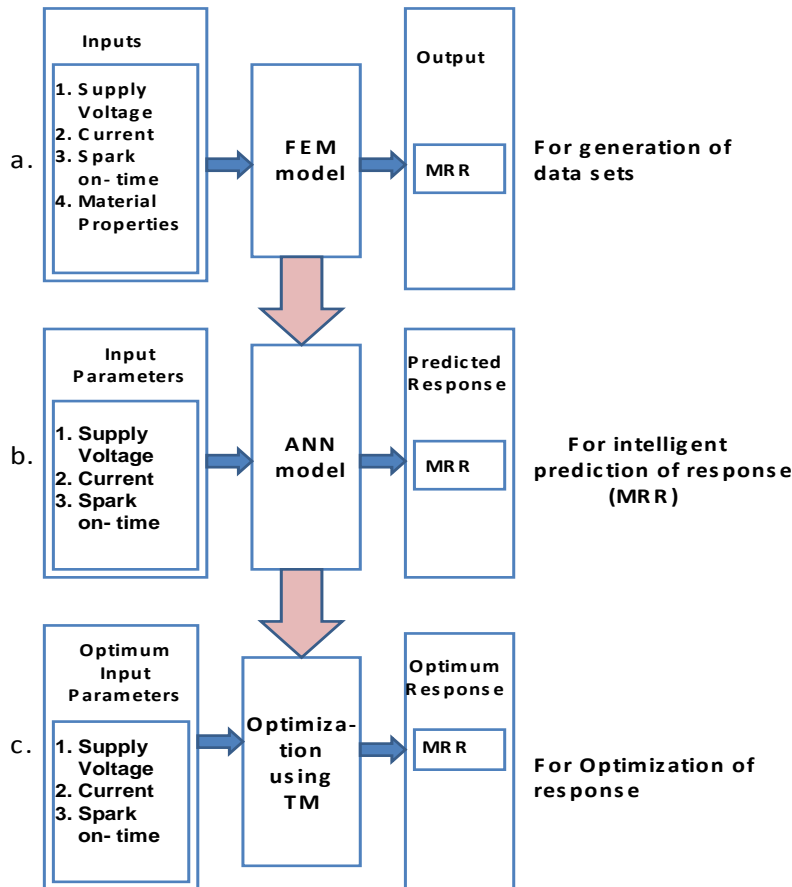 a.
Inputs
1. Supply
Voltage
2. Current
3. Spark
on-time
4. Material
Properties
FEM
model
Output
MRR
For generation of
data sets
b.
Input
Parameters
1. Supply
Voltage
2. Current
3. Spark
on-time
ANN
model
Predicted
Response
MRR
For intelligent
prediction of response
(MRR)
c.
Optimum
Input
Parameters
1. Supply
Voltage
2. Current
3. Spark
on-time
Optimiza-
tion
using
TM
Optimum
Response
MRR
For Optimization of
response